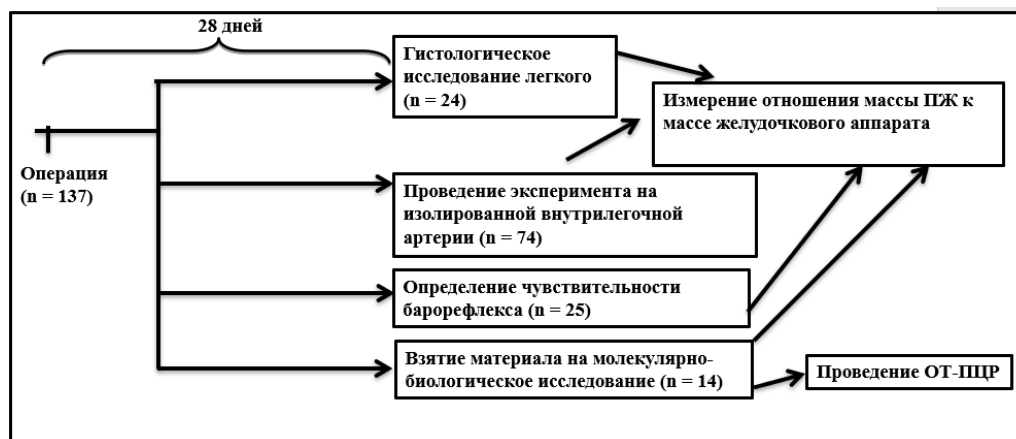 28 дней
Гистологическое
исследование легкого
(n = 24)
Измерение отношения массы ПЖ к
массе желудочкового аппарата
Операция
(n = 137)
Проведение эксперимента на
изолированной внутрилегочной
артерии (n = 74)
Определение чувствительности
барорефлекса (n = 25)
Взятие материала на молекулярно-
биологическое исследование (n = 14)
Проведение ОТ-ПЦР